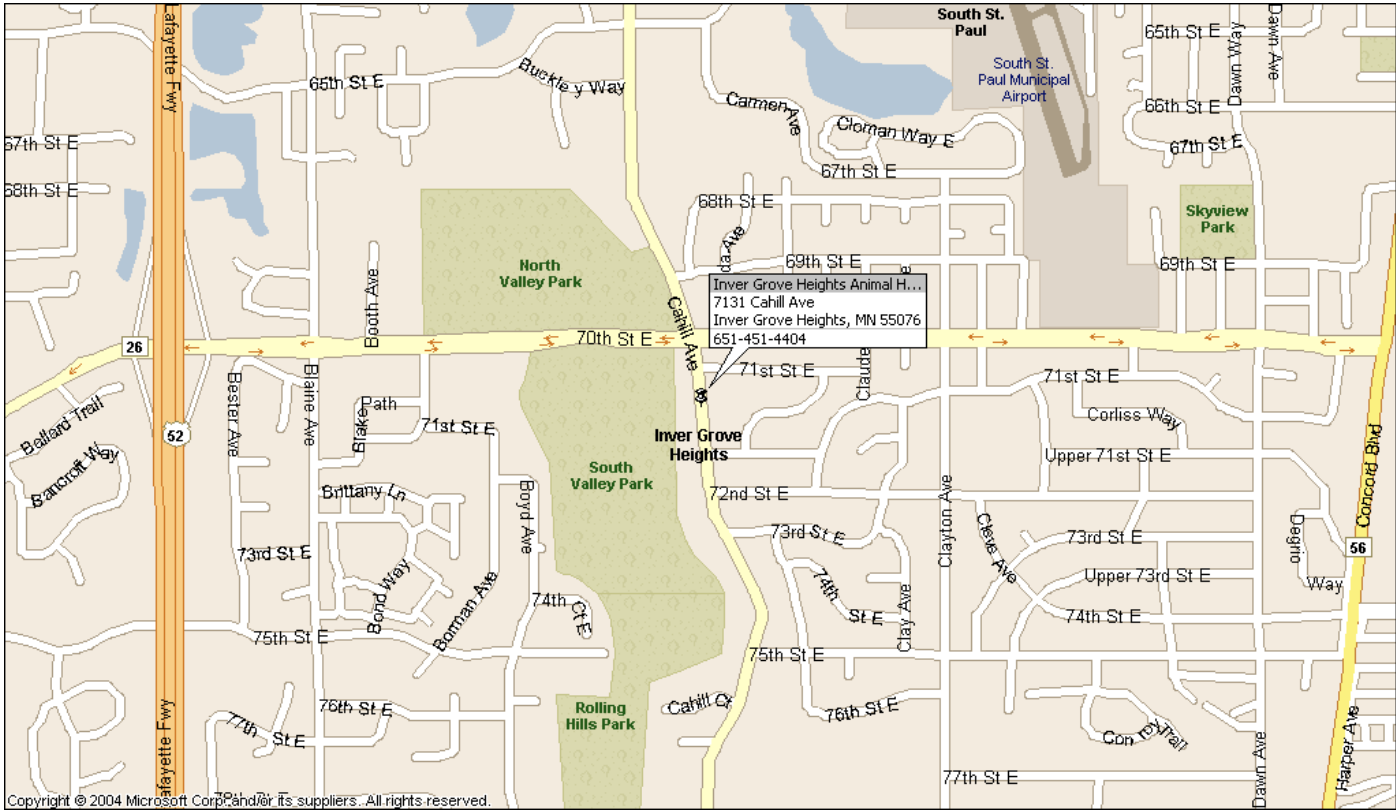 Lafayette Fwy
South St.
Paul
South St.
Paul Municipal
Airport
Dawn Way
Dawn Ave
65th St E
65th St E
Buckley Way
Carmen Ave
Cloman Way E
66th St E
67th St E
67th St E
67th St E
68th St E
68th St E
Skyview
Park
North
Valley Park
69th St E
69th St E
Booth Ave
Cahill Ave
Inver Grove Heights Animal H...
7131 Cahill Ave
Inver Grove Heights, MN 55076
651-451-4404
26
70th St E
71st St E
Claude
71st St E
Bester Ave
Blaine Ave
Path
Blake
71st St E
Bellard Trail
Bancroft Way
52
Corliss Way
Inver Grove
Heights
Upper 71st St E
South
Valley Park
Brittany Ln
72nd St E
Boyd Ave
Clayton Ave
Cleve Ave
Concord Blvd
56
73rd St E
73rd St E
73rd St E
Degrio
Way
Bond Way
Borman Ave
74th
St E
Upper 73rd St E
74th Ct E
Clay Ave
74th St E
75th St E
75th St E
76th St E
Rolling
Hills Park
Cahill Ct
76th St E
77th
St E
Conroy Trail
Lafayette Fwy
77th St E
Dawn Ave
Harper Ave
78th St E
Copyright © 2004 Microsoft Corp. and/or its suppliers. All rights reserved.